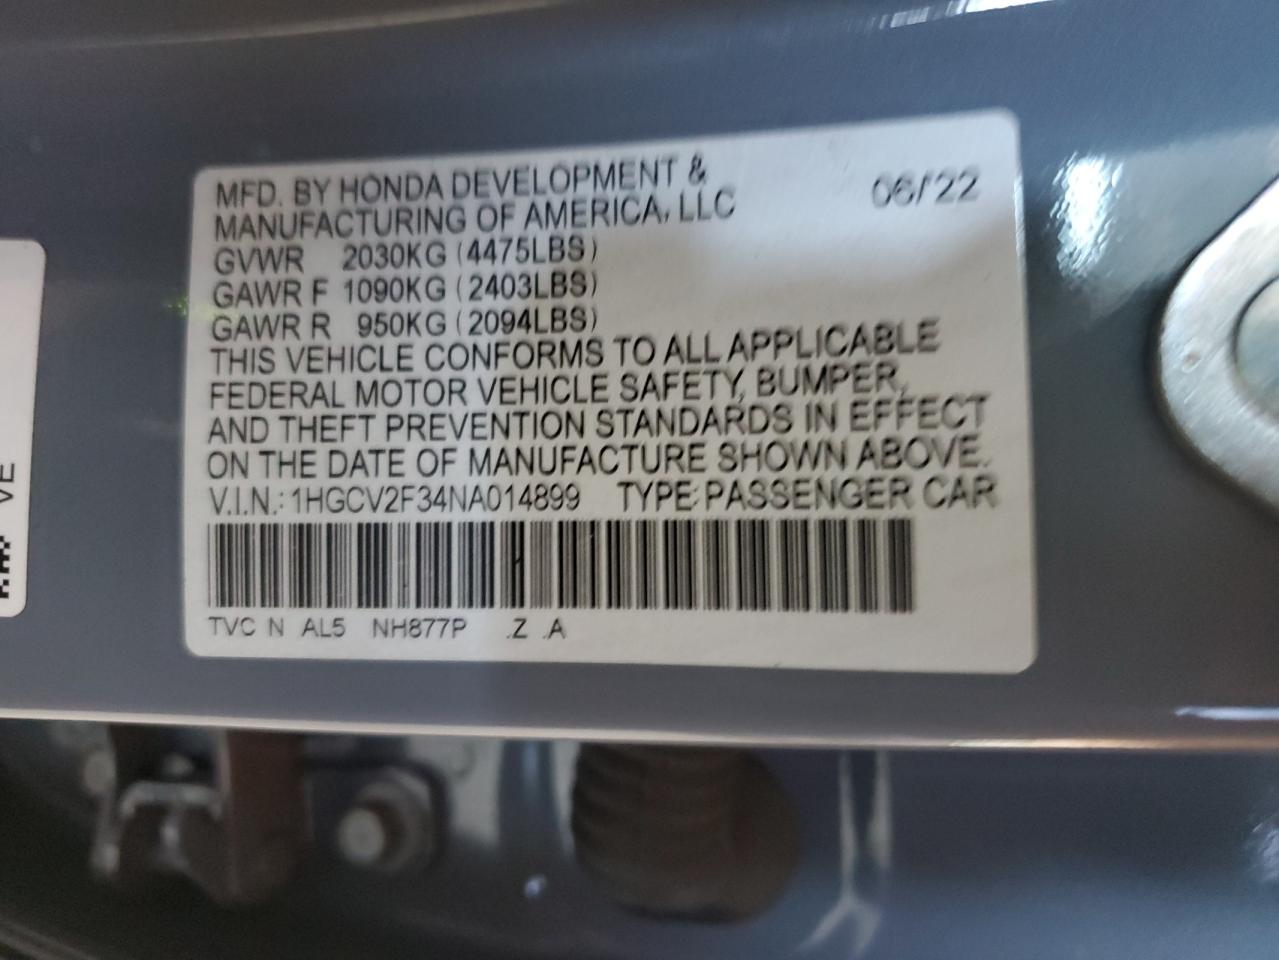 MFD. BY HONDA DEVELOPMENT &
MANUFACTURING OF AMERICA, LLC
06/22
GVWR 2030KG (4475LBS)
GAWR F 1090KG (2403LBS)
GAWR R 950KG (2094LBS)
THIS VEHICLE CONFORMS TO ALL APPLICABLE
FEDERAL MOTOR VEHICLE SAFETY, BUMPER,
AND THEFT PREVENTION STANDARDS IN EFFECT
ON THE DATE OF MANUFACTURE SHOWN ABOVE.
V.I.N.: 1HGCV2F34NA014899 TYPE: PASSENGER CAR
TVC N AL5 NH877P .Z .A
VE